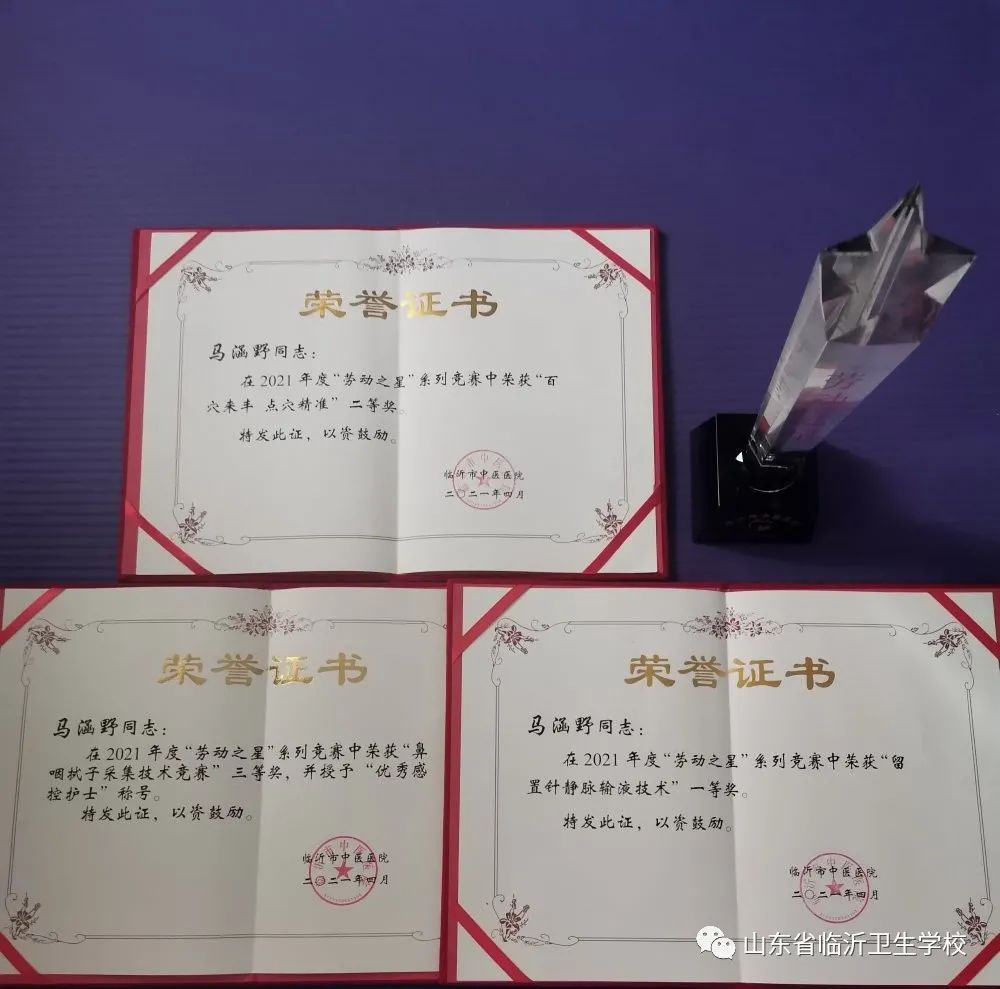 荣誉证书
马涵野同志：
在2021年度“劳动之星”系列竞赛中荣获“百
穴来丰 点穴精准”二等奖。
特发此证，以资鼓励。
临沂市中医医院
二〇二一年四月
荣誉证书
马涵野同志：
在2021年度“劳动之星”系列竞赛中荣获“鼻
咽拭子采集技术竞赛”三等奖，并授予“优秀感
控护士”称号。
特发此证，以资鼓励。
临沂市中医医院
二〇二一年四月
荣誉证书
马涵野同志：
在2021年度“劳动之星”系列竞赛中荣获“留
置针静脉输液技术”一等奖。
特发此证，以资鼓励。
临沂市中医医院
二〇二一年四月
山东省临沂卫生学校